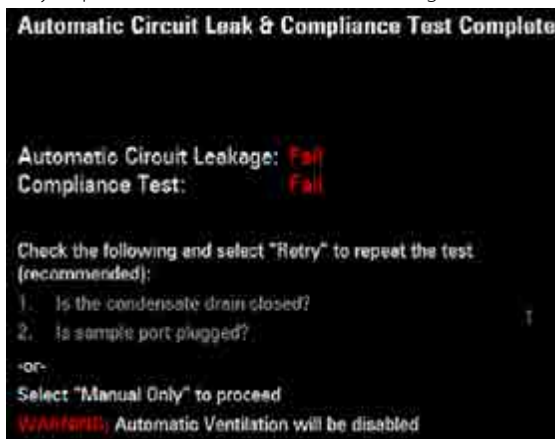 Automatic Circuit Leak & Compliance Test Complete
Automatic Circuit Leakage: Fail
Compliance Test: Fail
Check the following and select "Retry" to repeat the test
(recommended):
1. Is the condensate drain closed?
2. Is sample port plugged?
-or-
Select "Manual Only" to proceed
WARNING: Automatic Ventilation will be disabled